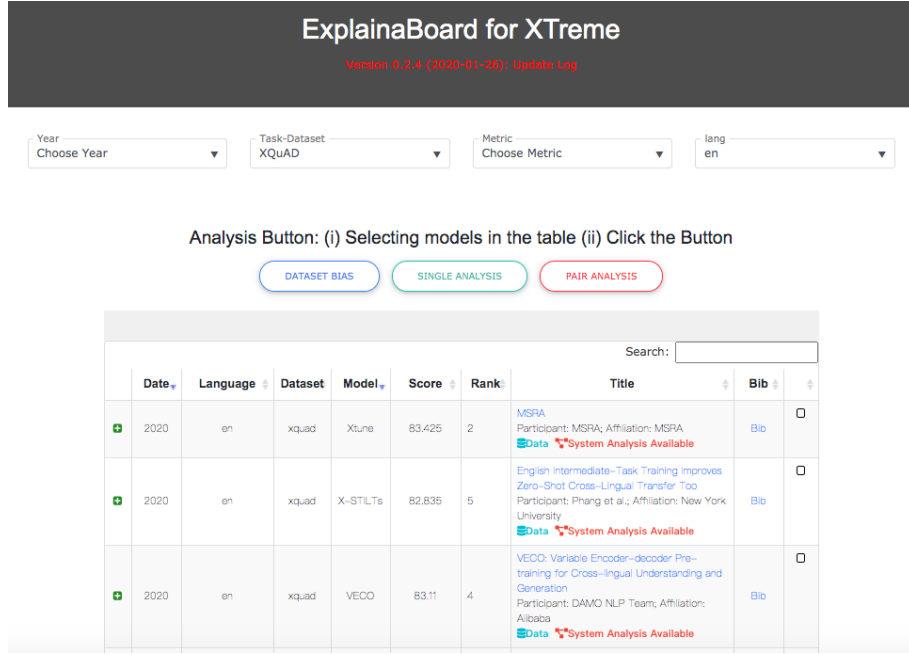 ExplainaBoard for XTreme
Version 0.2.4 (2020-01-26): Update Log
Year
Choose Year
Task-Dataset
XQuAD
Metric
Choose Metric
lang
en
Analysis Button: (i) Selecting models in the table (ii) Click the Button
DATASET BIAS
SINGLE ANALYSIS
PAIR ANALYSIS
Search:
Date Language Dataset Model Score Rank Title Bib
2020 en xquad Xtune 83.425 2
MSRA
Participant: MSRA; Affiliation: MSRA
Data System Analysis Available
Bib
2020 en xquad X-STILTs 82.835 5
English Intermediate-Task Training Improves
Zero-Shot Cross-Lingual Transfer Too
Participant: Phang et al.; Affiliation: New York
University
Data System Analysis Available
Bib
2020 en xquad VECO 83.11 4
VECO: Variable Encoder-decoder Pre-
training for Cross-lingual Understanding and
Generation
Participant: DAMO NLP Team; Affiliation:
Alibaba
Data System Analysis Available
Bib